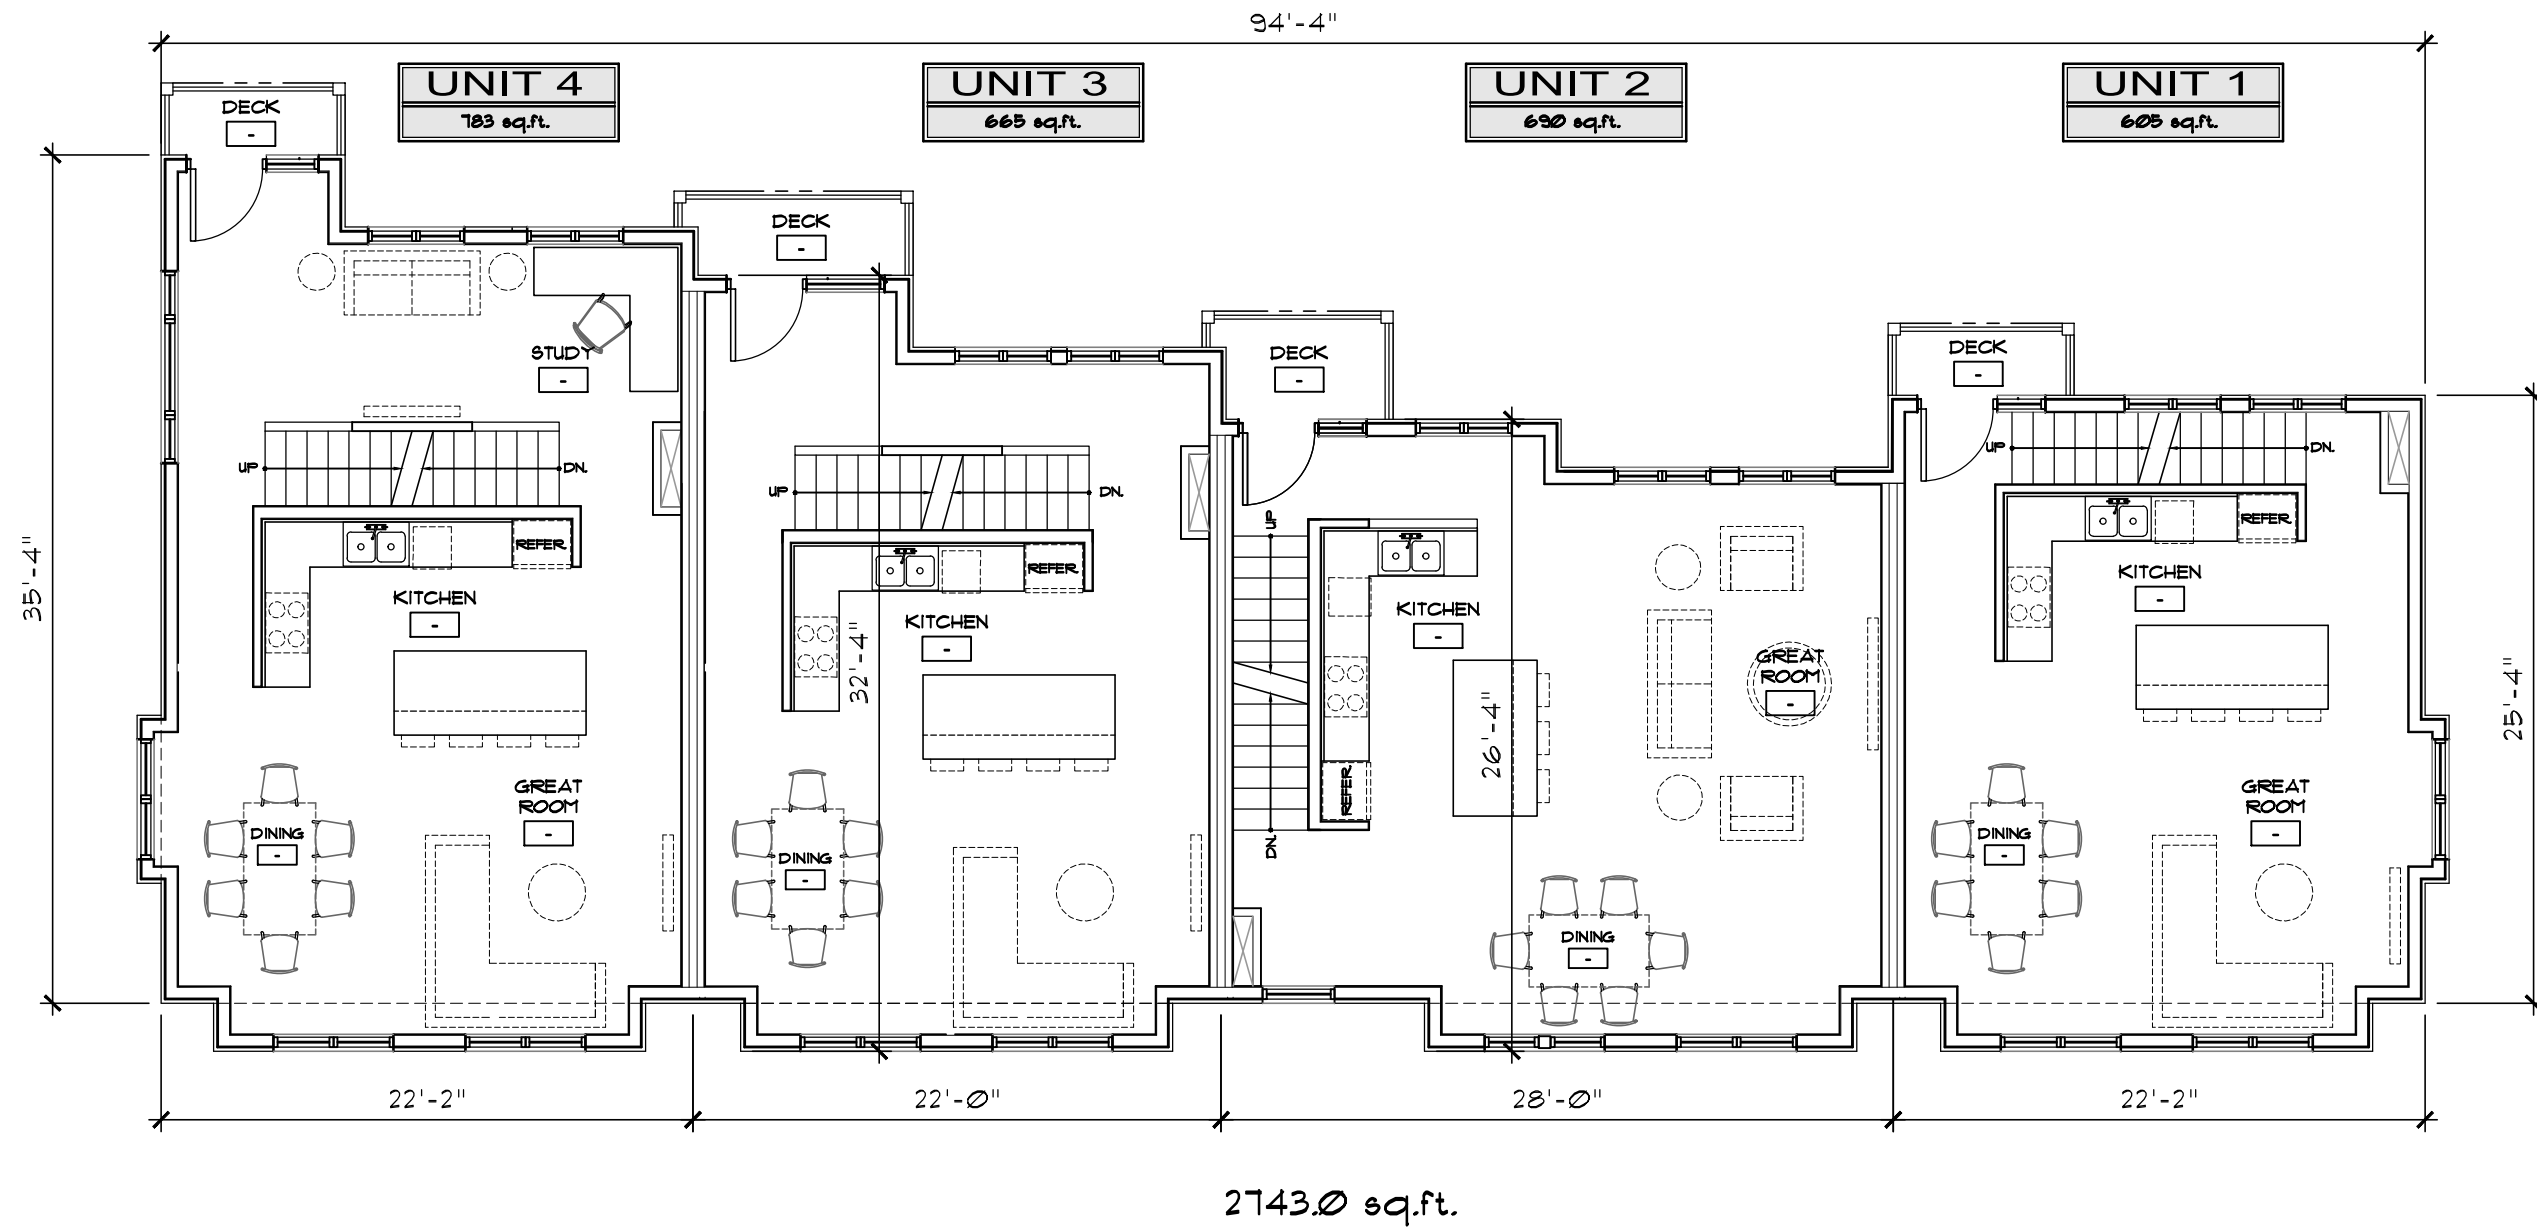 94'-4"
UNIT 4
783 sq.ft.
UNIT 3
665 sq.ft.
UNIT 2
690 sq.ft.
UNIT 1
605 sq.ft.
DECK
-
DECK
-
DECK
-
DECK
-
STUDY
-
UP
DN.
UP
DN.
UP
DN.
UP
DN.
REFER
REFER
REFER
REFER
KITCHEN
-
KITCHEN
-
KITCHEN
-
KITCHEN
-
35'-4"
32'-4"
26'-4"
25'-4"
GREAT
ROOM
-
GREAT
ROOM
-
GREAT
ROOM
-
DINING
-
DINING
-
DINING
-
DINING
-
22'-2"
22'-0"
28'-0"
22'-2"
2743.0 sq.ft.